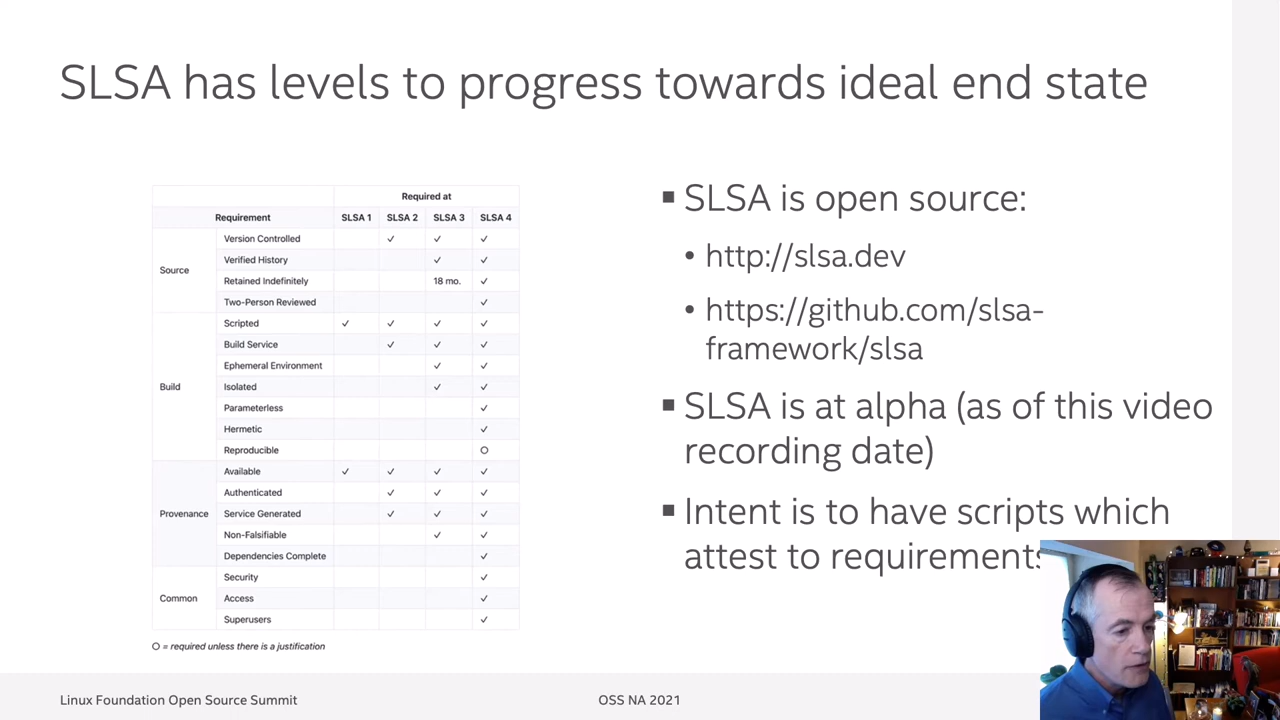 SLSA has levels to progress towards ideal end state
Required at
Requirement SLSA 1 SLSA 2 SLSA 3 SLSA 4
Source
Version Controlled ✓ ✓ ✓
Verified History ✓ ✓
Retained Indefinitely 18 mo. ✓
Two-Person Reviewed ✓
Build
Scripted ✓ ✓ ✓ ✓
Build Service ✓ ✓ ✓
Ephemeral Environment ✓ ✓
Isolated ✓ ✓
Parameterless ✓
Hermetic ✓
Reproducible O
Provenance
Available ✓ ✓ ✓ ✓
Authenticated ✓ ✓ ✓
Service Generated ✓ ✓ ✓
Non-Falsifiable ✓ ✓
Dependencies Complete ✓
Common
Security ✓
Access ✓
Superusers ✓
O = required unless there is a justification
▪ SLSA is open source:
• http://slsa.dev
• https://github.com/slsa-
framework/slsa
▪ SLSA is at alpha (as of this video
recording date)
▪ Intent is to have scripts which
attest to requirements
Linux Foundation Open Source Summit
OSS NA 2021